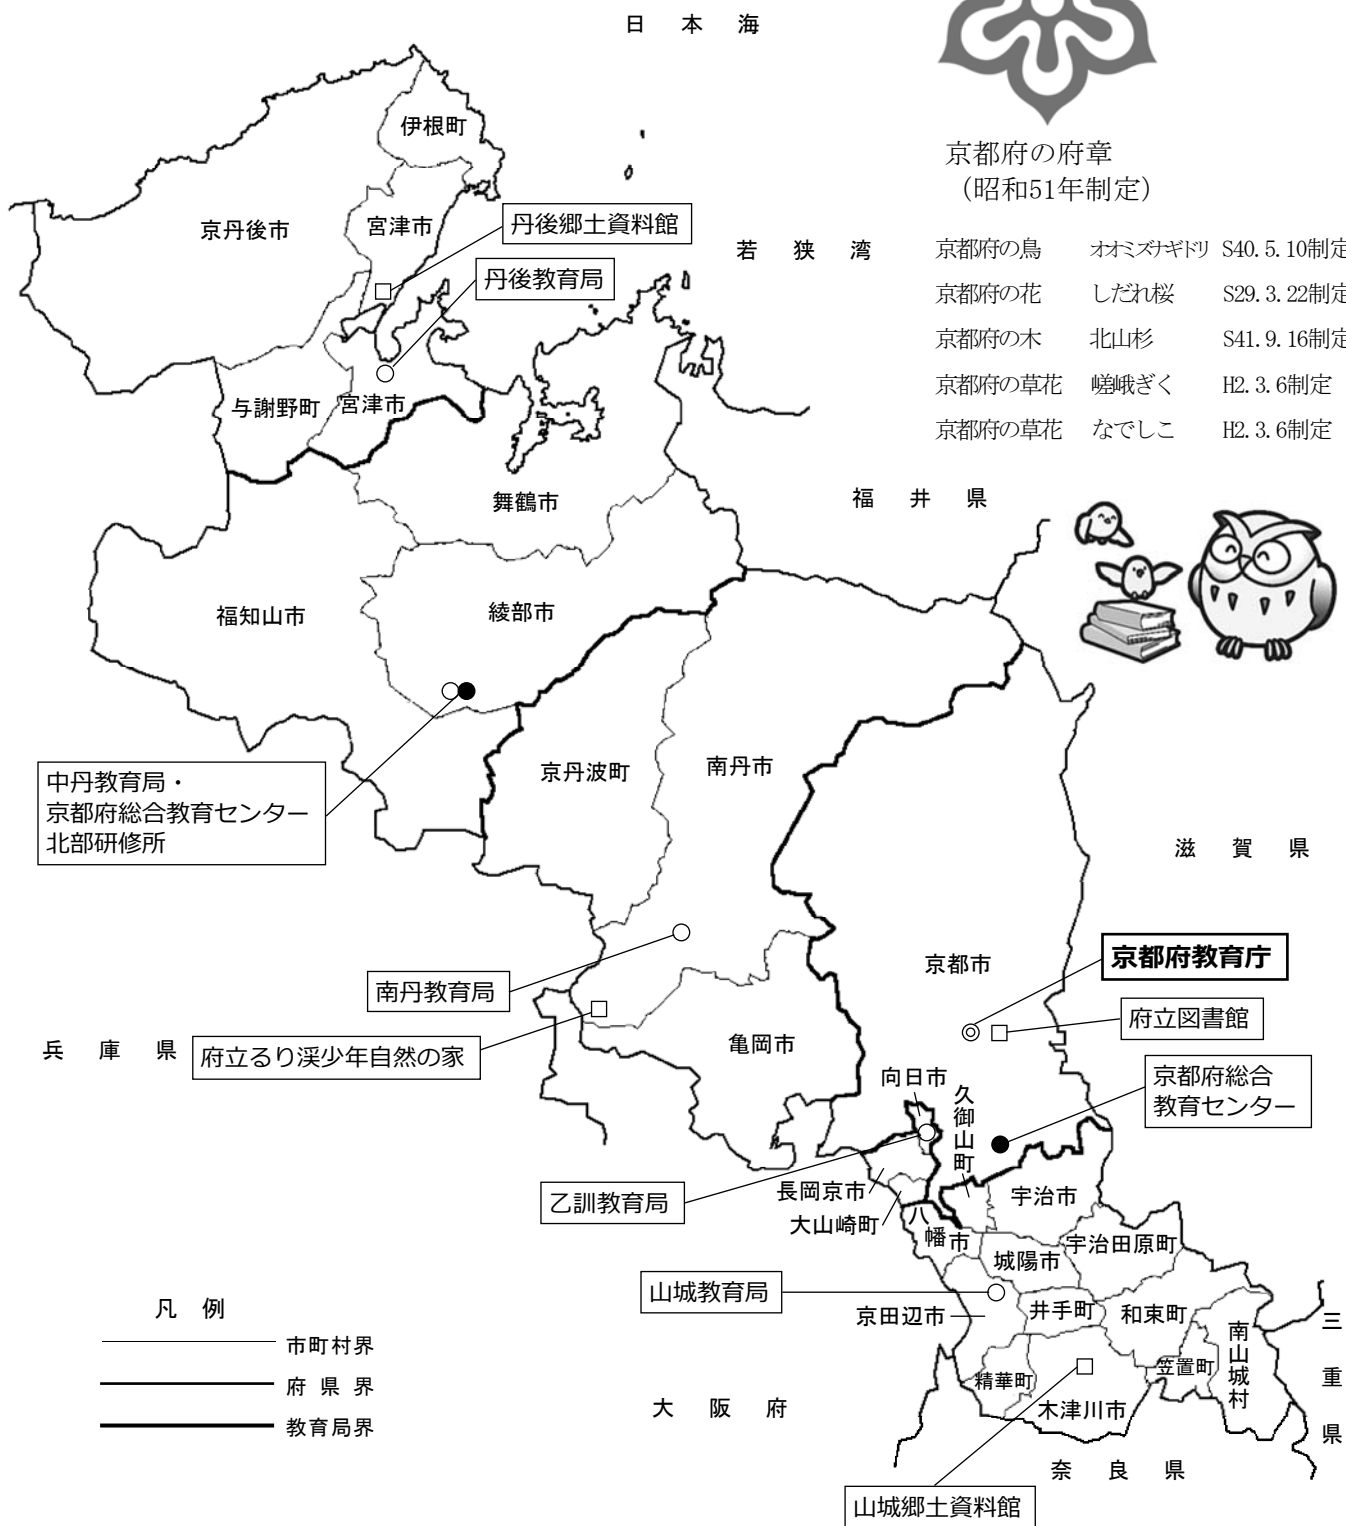 日本海
京都府の府章
(昭和51年制定)
伊根町
京丹後市
宮津市
丹後郷土資料館
丹後教育局
若狭湾
京都府の鳥 オオミズナギドリ S40.5.10制定
京都府の花 しだれ桜 S29.3.22制定
京都府の木 北山杉 S41.9.16制定
京都府の草花 嵯峨ぎく H2.3.6制定
京都府の草花 なでしこ H2.3.6制定
与謝野町
宮津市
舞鶴市
福井県
福知山市
綾部市
中丹教育局・
京都府総合教育センター
北部研修所
京丹波町
南丹市
滋賀県
京都市
京都府教育庁
南丹教育局
府立図書館
兵庫県
府立るり渓少年自然の家
亀岡市
向日市
久御山町
京都府総合
教育センター
乙訓教育局
長岡京市
大山崎町
八幡市
宇治市
城陽市
宇治田原町
山城教育局
京田辺市
井手町
和束町
南山城村
三重県
笠置町
精華町
木津川市
大阪府
奈良県
山城郷土資料館
凡例
市町村界
府県界
教育局界